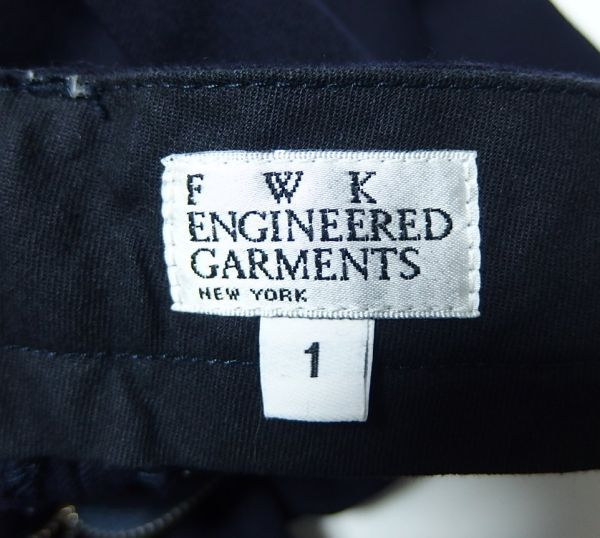 F W K
ENGINEERED
GARMENTS
NEW YORK
1